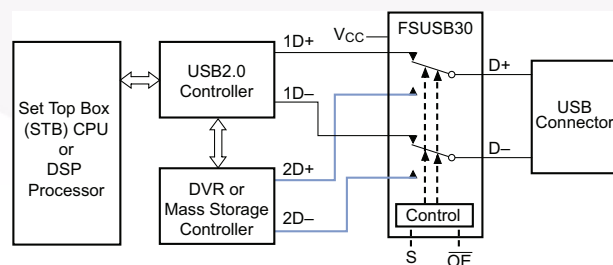 Set Top Box
(STB) CPU
or
DSP
Processor
USB2.0
Controller
DVR or
Mass Storage
Controller
1D+
1D–
2D+
2D–
VCC
FSUSB30
Control
S
OE
D+
D–
USB
Connector